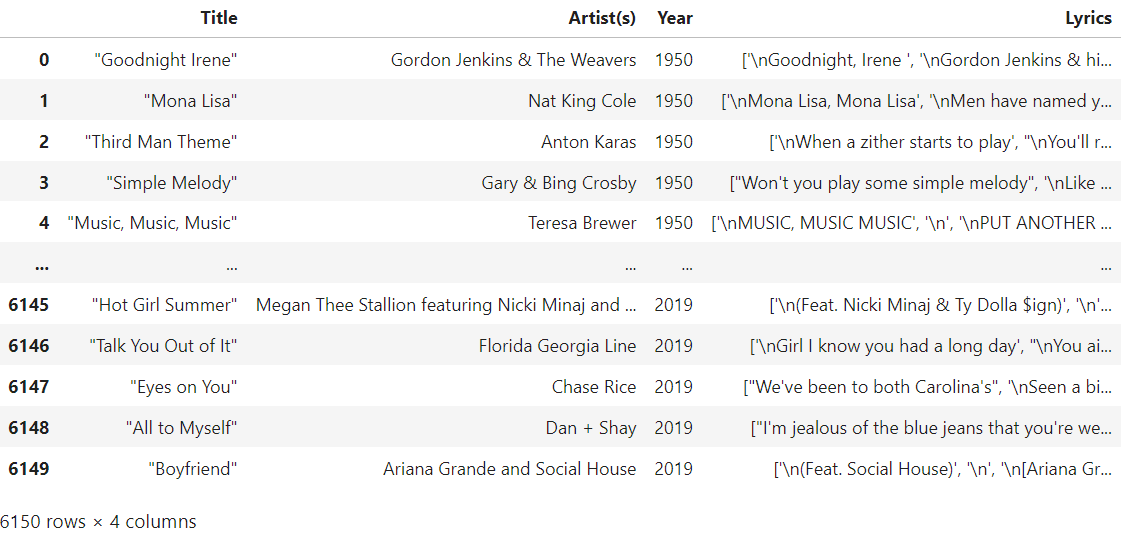 Title Artist(s) Year Lyrics
0 "Goodnight Irene" Gordon Jenkins & The Weavers 1950 ['\nGoodnight, Irene ', '\nGordon Jenkins & hi...
1 "Mona Lisa" Nat King Cole 1950 ['\nMona Lisa, Mona Lisa', '\nMen have named y...
2 "Third Man Theme" Anton Karas 1950 ['\nWhen a zither starts to play', "\nYou'll r...
3 "Simple Melody" Gary & Bing Crosby 1950 ["Won't you play some simple melody", '\nLike ...
4 "Music, Music, Music" Teresa Brewer 1950 ['\nMUSIC, MUSIC MUSIC', '\n', '\nPUT ANOTHER ...
... ... ... ... ...
6145 "Hot Girl Summer" Megan Thee Stallion featuring Nicki Minaj and ... 2019 ['\n(Feat. Nicki Minaj & Ty Dolla $ign)', '\n'...
6146 "Talk You Out of It" Florida Georgia Line 2019 ['\nGirl I know you had a long day', "\nYou ai...
6147 "Eyes on You" Chase Rice 2019 ["We've been to both Carolina's", '\nSeen a bi...
6148 "All to Myself" Dan + Shay 2019 ["I'm jealous of the blue jeans that you're we...
6149 "Boyfriend" Ariana Grande and Social House 2019 ['\n(Feat. Social House)', '\n', '\n[Ariana Gr...
6150 rows × 4 columns